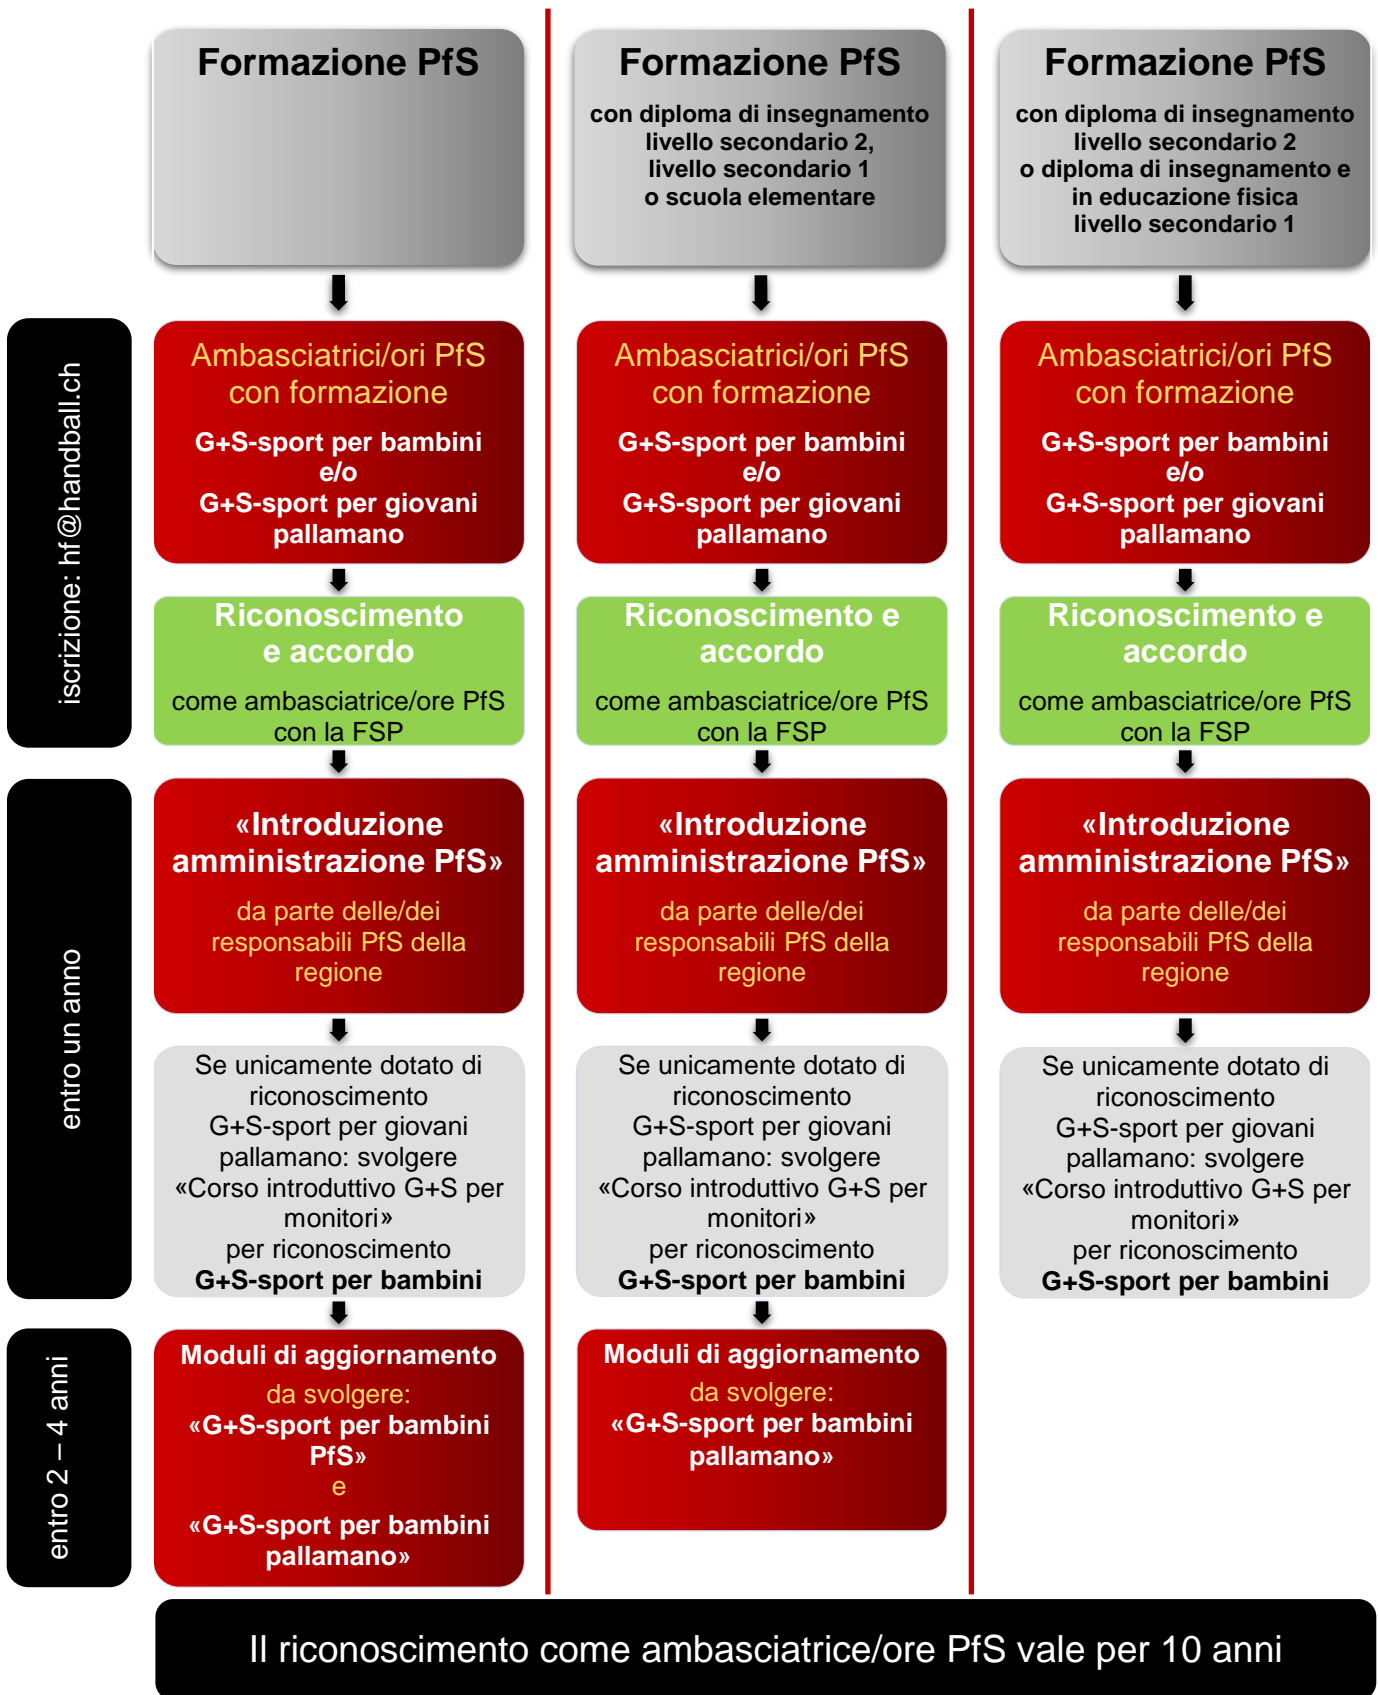 Formazione PfS
Formazione PfS
con diploma di insegnamento
livello secondario 2,
livello secondario 1
o scuola elementare
Formazione PfS
con diploma di insegnamento
livello secondario 2
o diploma di insegnamento e
in educazione fisica
livello secondario 1
iscrizione: hf@handball.ch
Ambasciatrici/ori PfS
con formazione
G+S-sport per bambini
e/o
G+S-sport per giovani
pallamano
Ambasciatrici/ori PfS
con formazione
G+S-sport per bambini
e/o
G+S-sport per giovani
pallamano
Ambasciatrici/ori PfS
con formazione
G+S-sport per bambini
e/o
G+S-sport per giovani
pallamano
Riconoscimento
e accordo
come ambasciatrice/ore PfS
con la FSP
Riconoscimento e
accordo
come ambasciatrice/ore PfS
con la FSP
Riconoscimento e
accordo
come ambasciatrice/ore PfS
con la FSP
entro un anno
«Introduzione
amministrazione PfS»
da parte delle/dei
responsabili PfS della
regione
«Introduzione
amministrazione PfS»
da parte delle/dei
responsabili PfS della
regione
«Introduzione
amministrazione PfS»
da parte delle/dei
responsabili PfS della
regione
Se unicamente dotato di
riconoscimento
G+S-sport per giovani
pallamano: svolgere
«Corso introduttivo G+S per
monitori»
per riconoscimento
G+S-sport per bambini
Se unicamente dotato di
riconoscimento
G+S-sport per giovani
pallamano: svolgere
«Corso introduttivo G+S per
monitori»
per riconoscimento
G+S-sport per bambini
Se unicamente dotato di
riconoscimento
G+S-sport per giovani
pallamano: svolgere
«Corso introduttivo G+S per
monitori»
per riconoscimento
G+S-sport per bambini
entro 2 – 4 anni
Moduli di aggiornamento
da svolgere:
«G+S-sport per bambini
PfS»
e
«G+S-sport per bambini
pallamano»
Moduli di aggiornamento
da svolgere:
«G+S-sport per bambini
pallamano»
Il riconoscimento come ambasciatrice/ore PfS vale per 10 anni